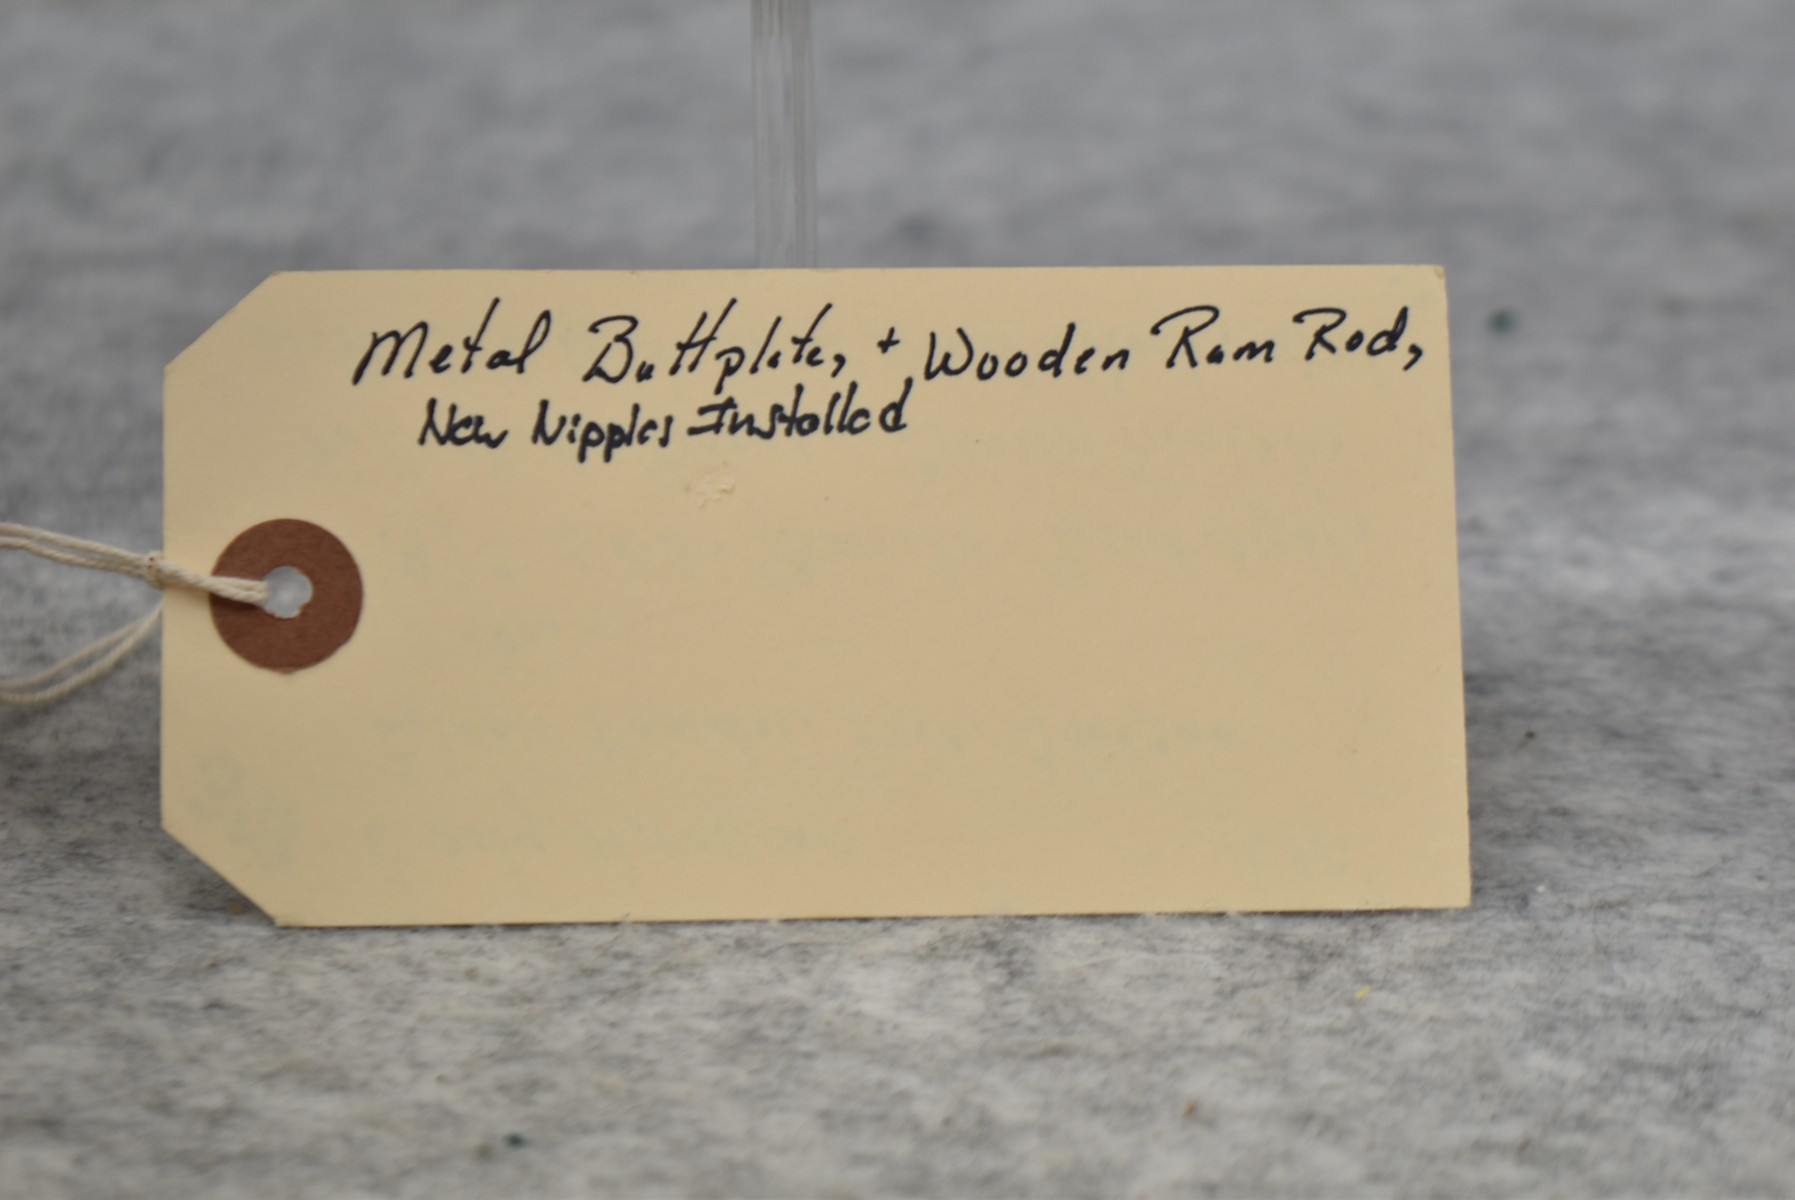 Metal Buttplate, + Wooden Ram Rod,
New Nipples Installed